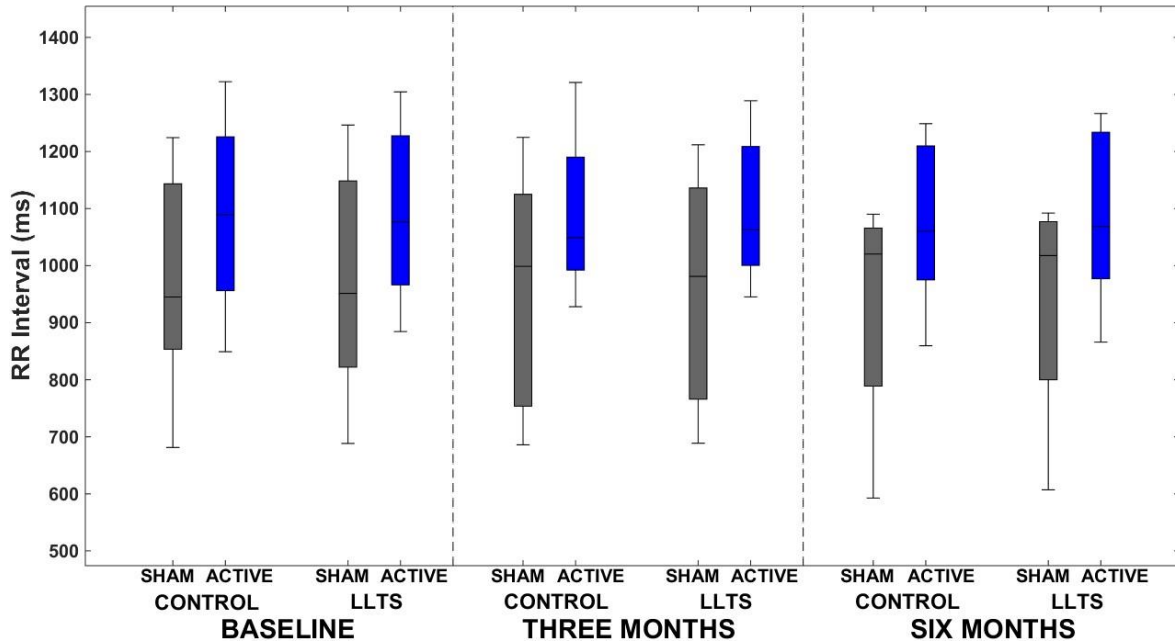 RR Interval (ms)
1400
1300
1200
1100
1000
900
800
700
600
500
SHAM ACTIVE SHAM ACTIVE SHAM ACTIVE SHAM ACTIVE SHAM ACTIVE SHAM ACTIVE
CONTROL LLTS CONTROL LLTS CONTROL LLTS
BASELINE THREE MONTHS SIX MONTHS